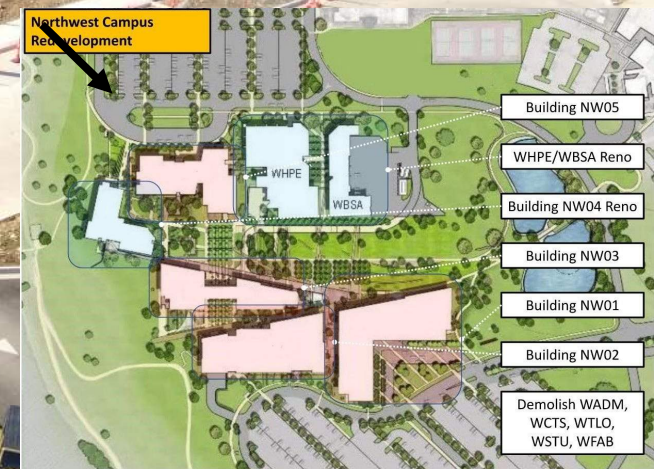 Northwest Campus
Redevelopment
Building NW05
WHPE/WBSA Reno
WHPE
WBSA
Building NW04 Reno
Building NW03
Building NW01
Building NW02
Demolish WADM,
WCTS, WTLO,
WSTU, WFAB